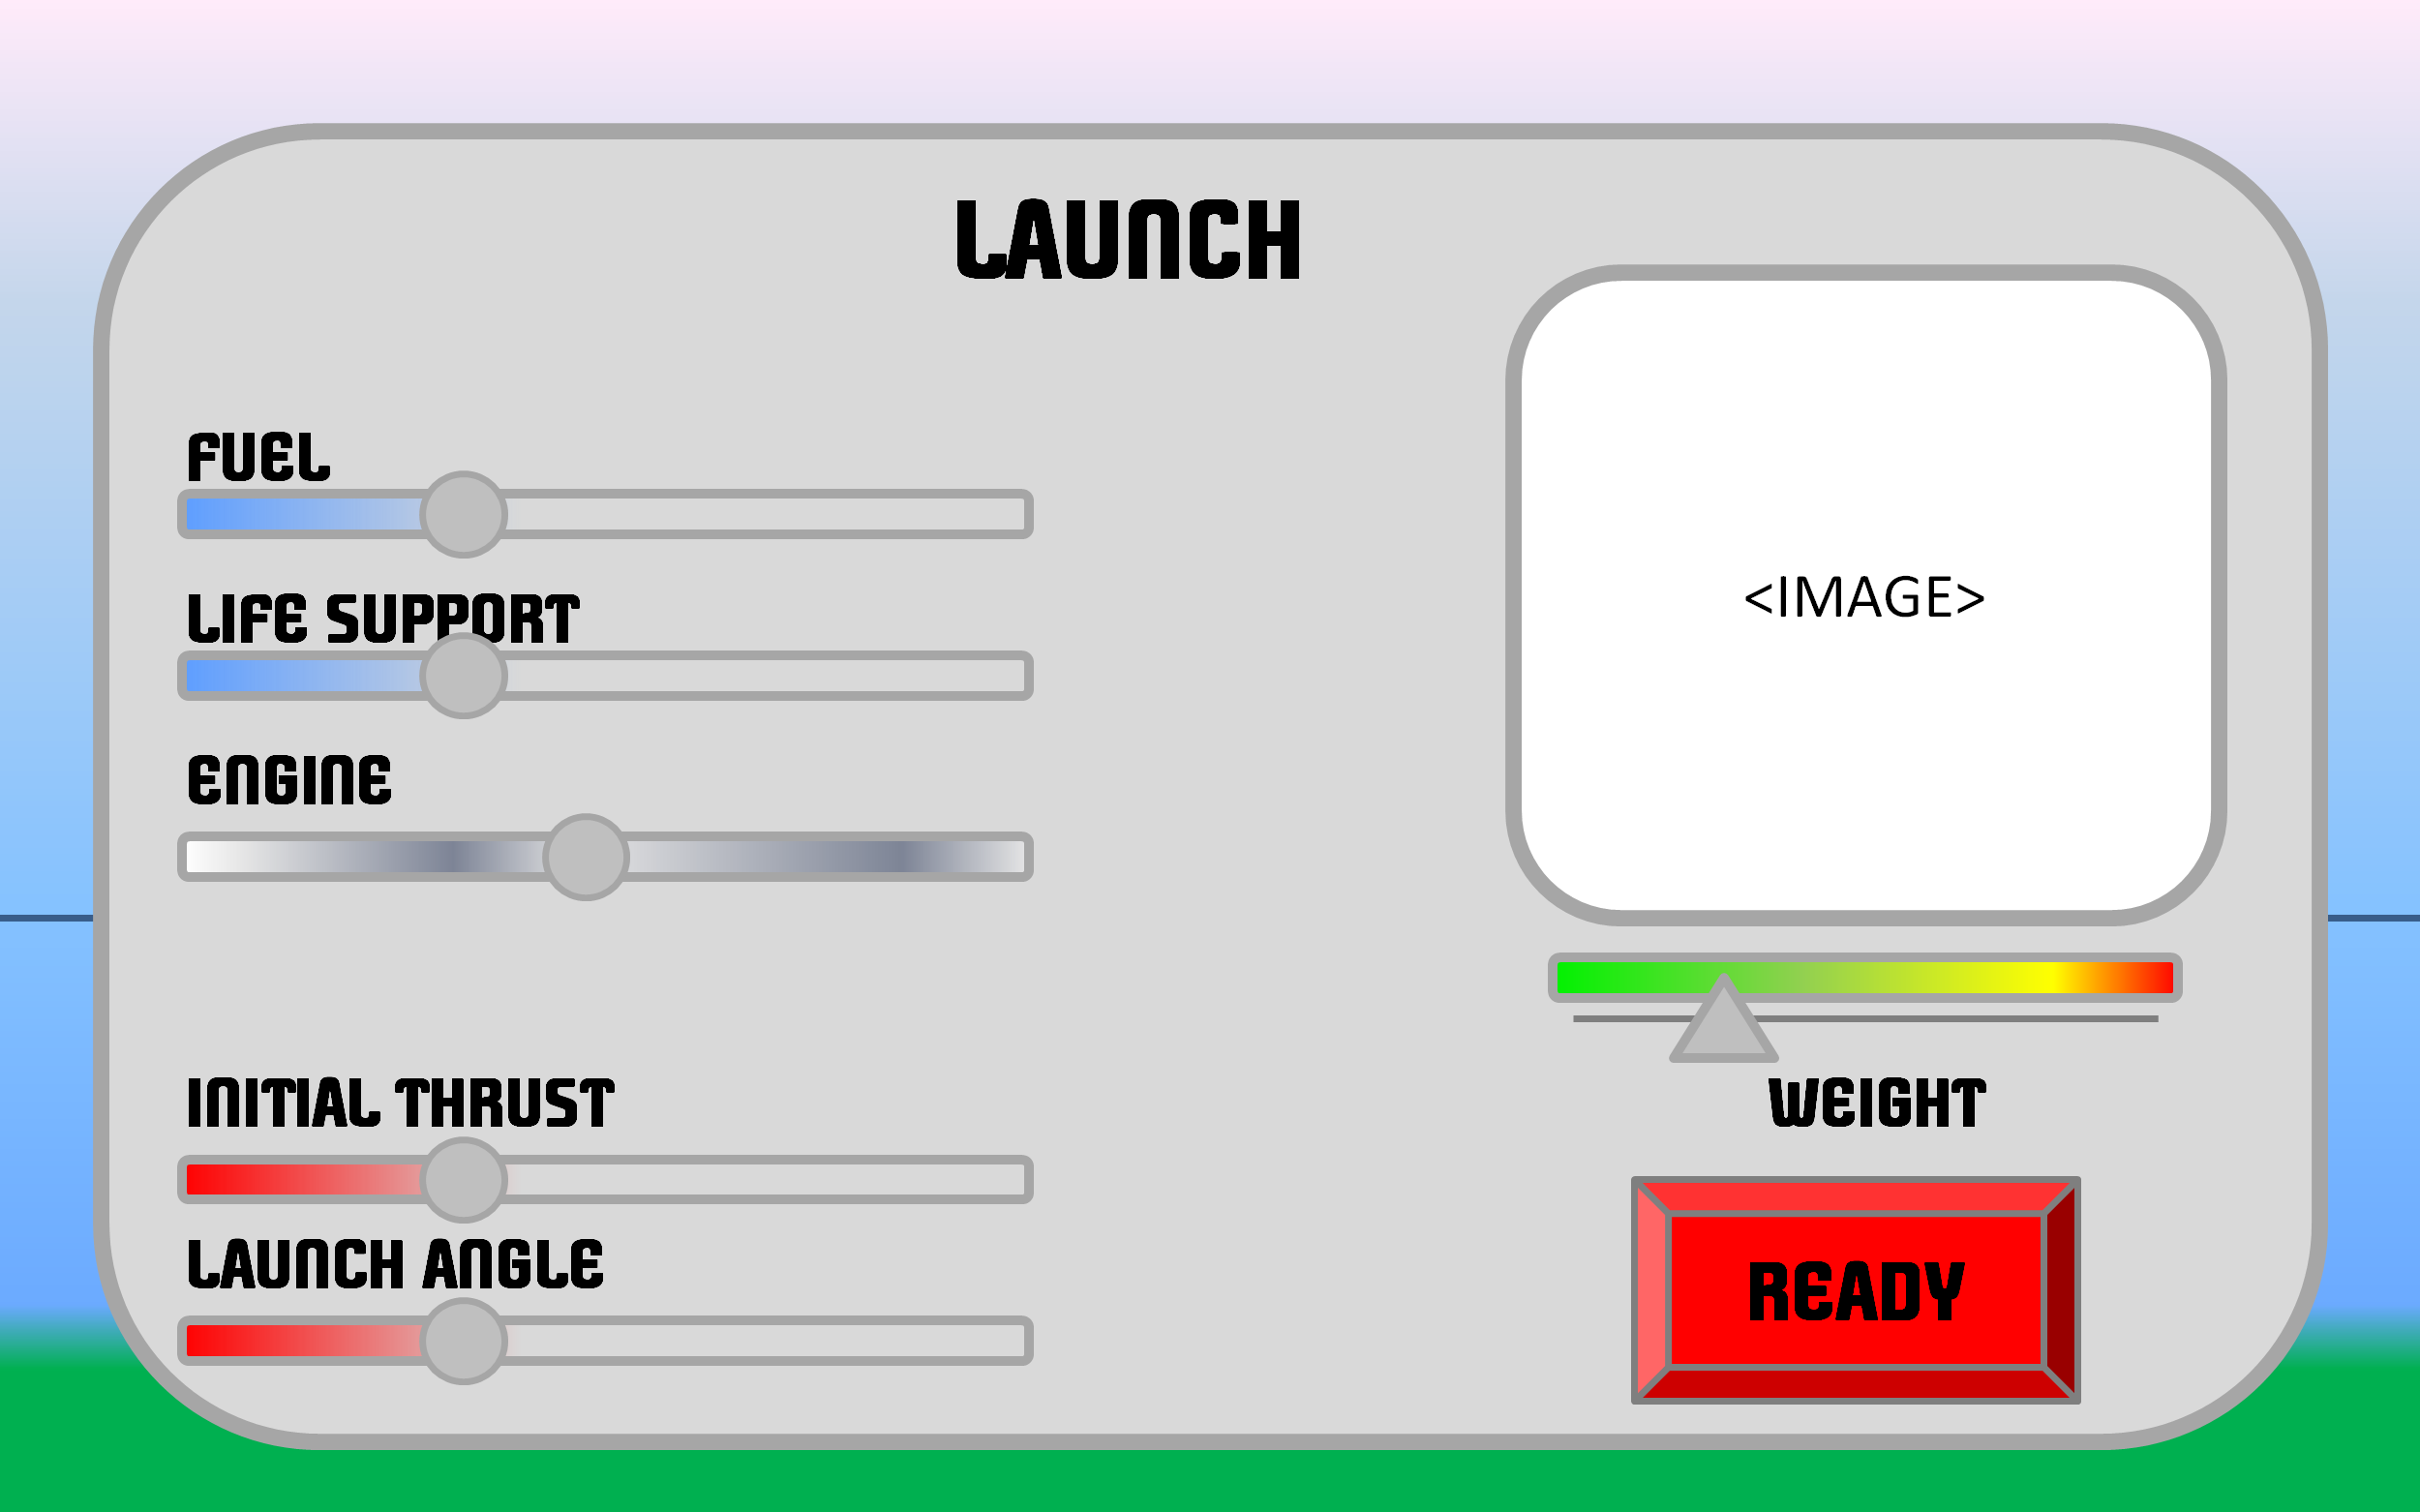 LAUNCH
FUEL
LIFE SUPPORT
ENGINE
INITIAL THRUST
LAUNCH ANGLE
<IMAGE>
WEIGHT
READY